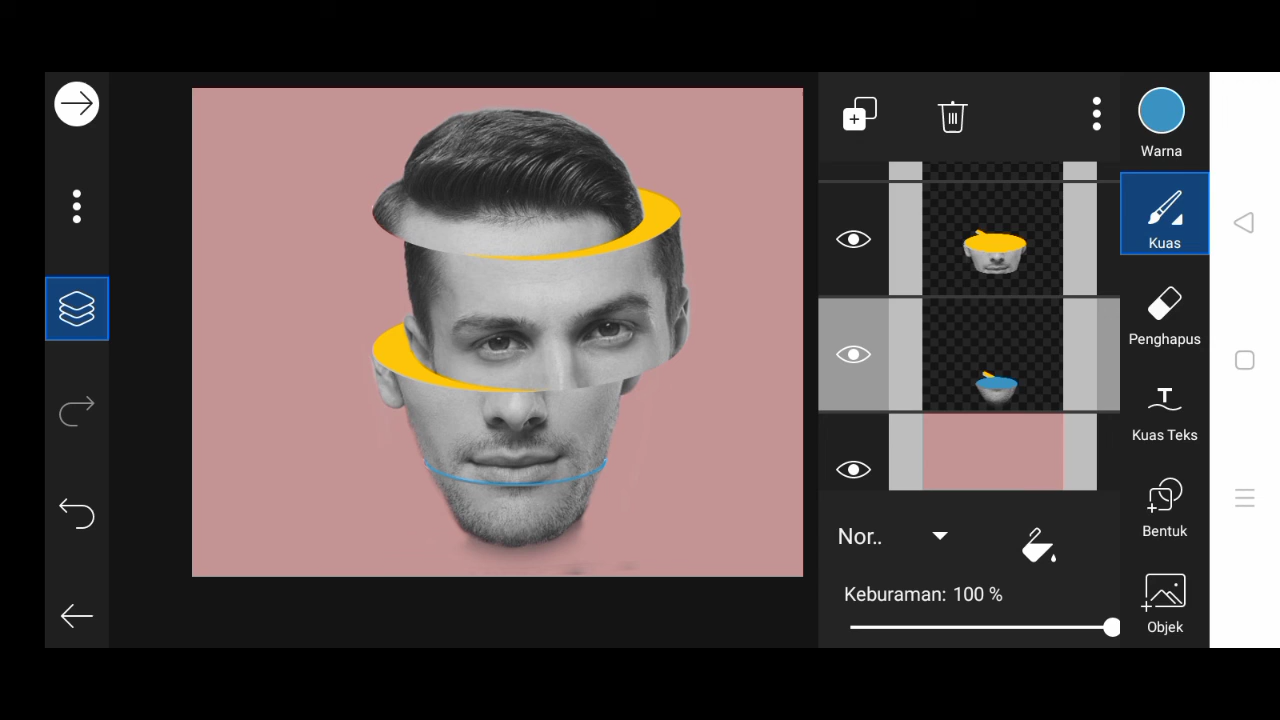 Warna
Kuas
Penghapus
T
Kuas Teks
Bentuk
Objek
Nor..
Keburaman: 100 %